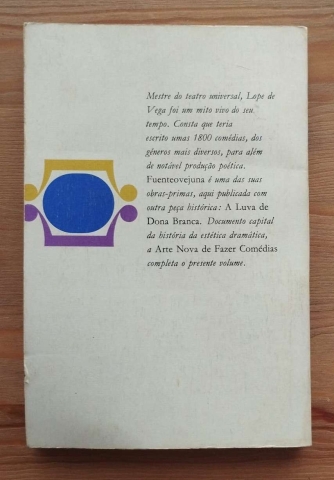 Mestre do teatro universal, Lope de
Vega foi um mito vivo do seu
tempo. Consta que teria
escrito umas 1800 comédias, dos
géneros mais diversos, para além
de notável produção poética.
Fuenteovejuna é uma das suas
obras-primas, aqui publicada com
outra peça histórica: A Luva de
Dona Branca. Documento capital
da história da estética dramática,
a Arte Nova de Fazer Comédias
completa o presente volume.